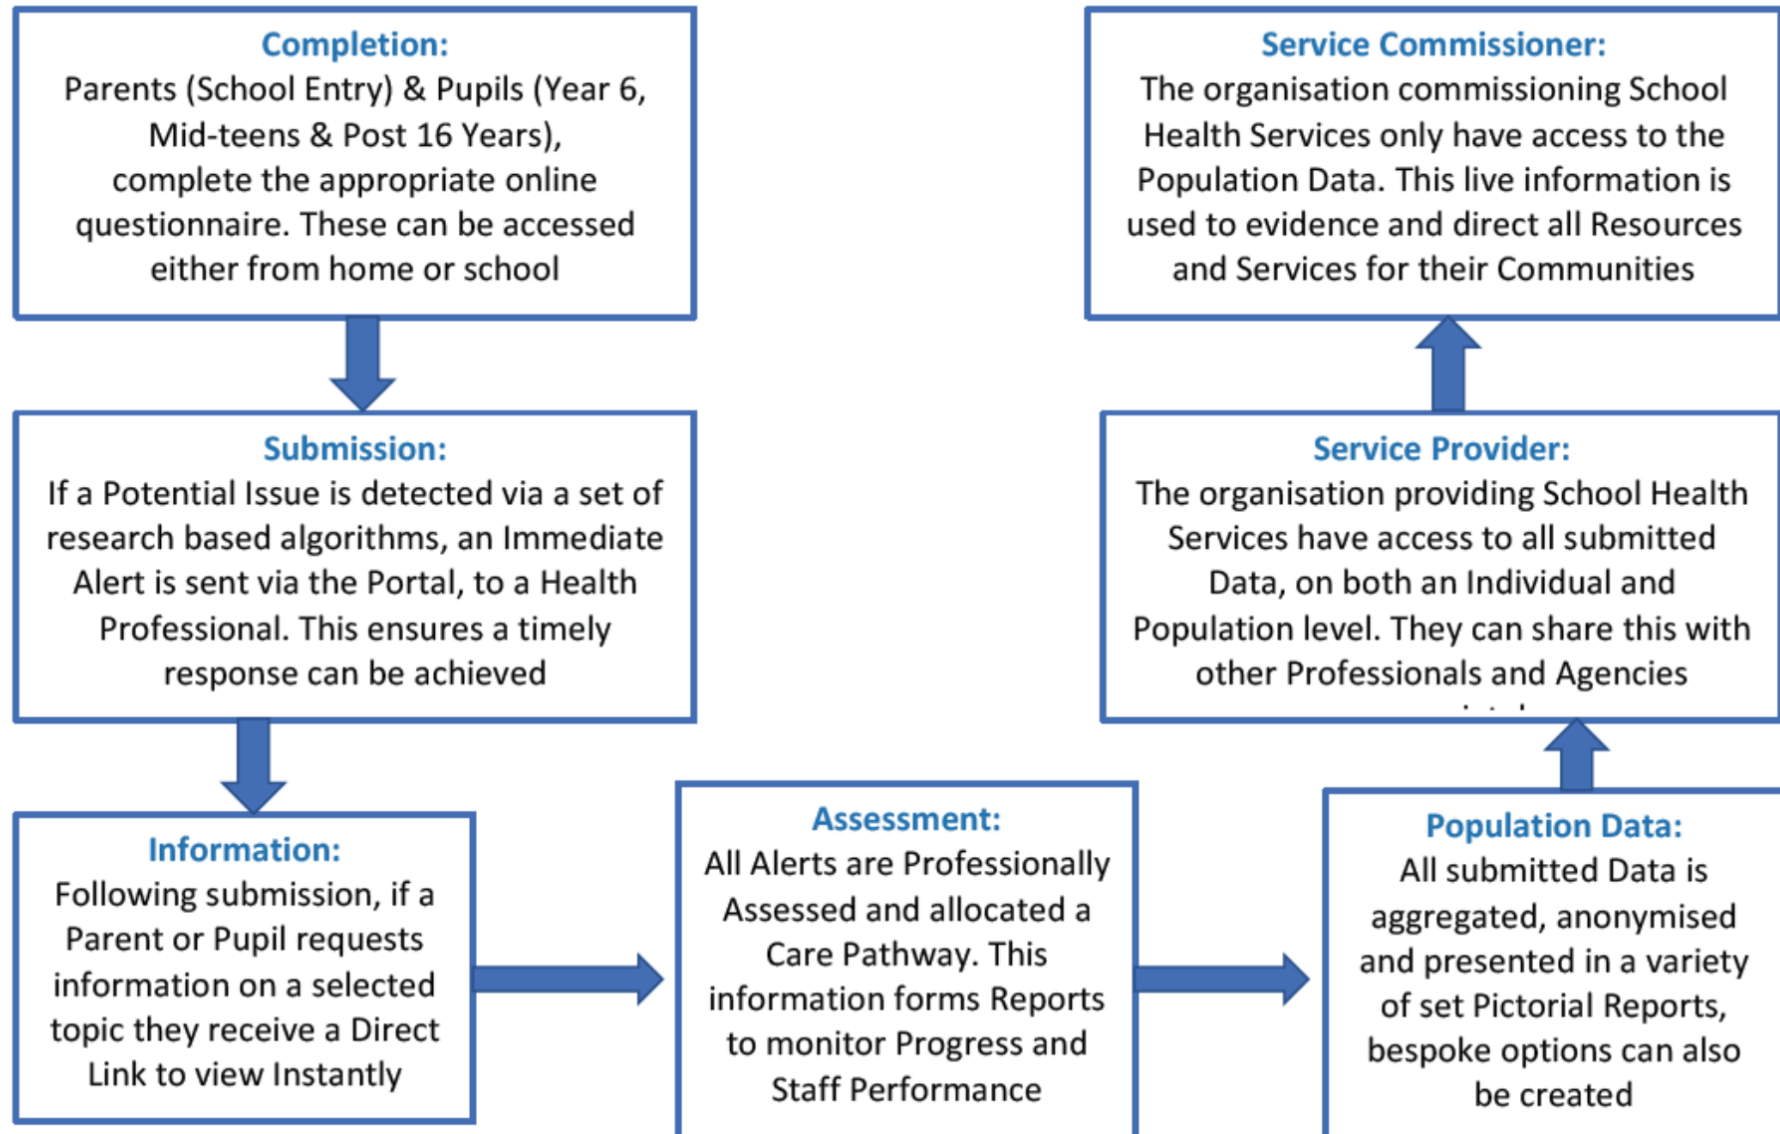 Completion:
Parents (School Entry) & Pupils (Year 6,
Mid-teens & Post 16 Years),
complete the appropriate online
questionnaire. These can be accessed
either from home or school
Submission:
If a Potential Issue is detected via a set of
research based algorithms, an Immediate
Alert is sent via the Portal, to a Health
Professional. This ensures a timely
response can be achieved
Information:
Following submission, if a
Parent or Pupil requests
information on a selected
topic they receive a Direct
Link to view Instantly
Assessment:
All Alerts are Professionally
Assessed and allocated a
Care Pathway. This
information forms Reports
to monitor Progress and
Staff Performance
Population Data:
All submitted Data is
aggregated, anonymised
and presented in a variety
of set Pictorial Reports,
bespoke options can also
be created
Service Provider:
The organisation providing School Health
Services have access to all submitted
Data, on both an Individual and
Population level. They can share this with
other Professionals and Agencies
Service Commissioner:
The organisation commissioning School
Health Services only have access to the
Population Data. This live information is
used to evidence and direct all Resources
and Services for their Communities